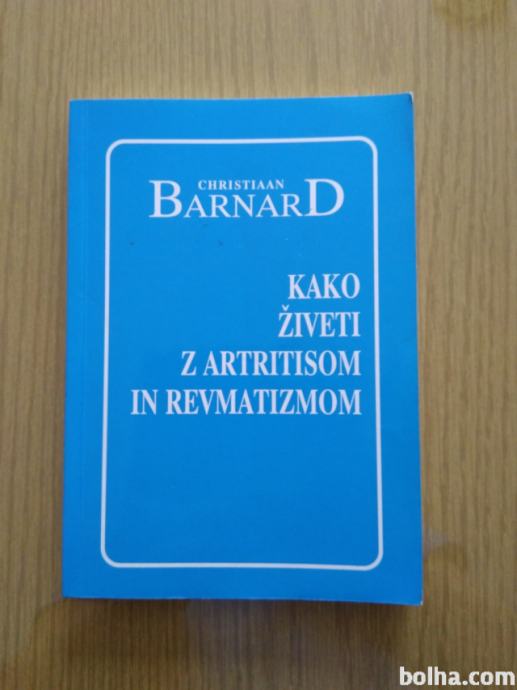 CHRISTIAAN
BARNARD
KAKO
ŽIVETI
Z ARTRITISOM
IN REVMATIZMOM
bolha.com